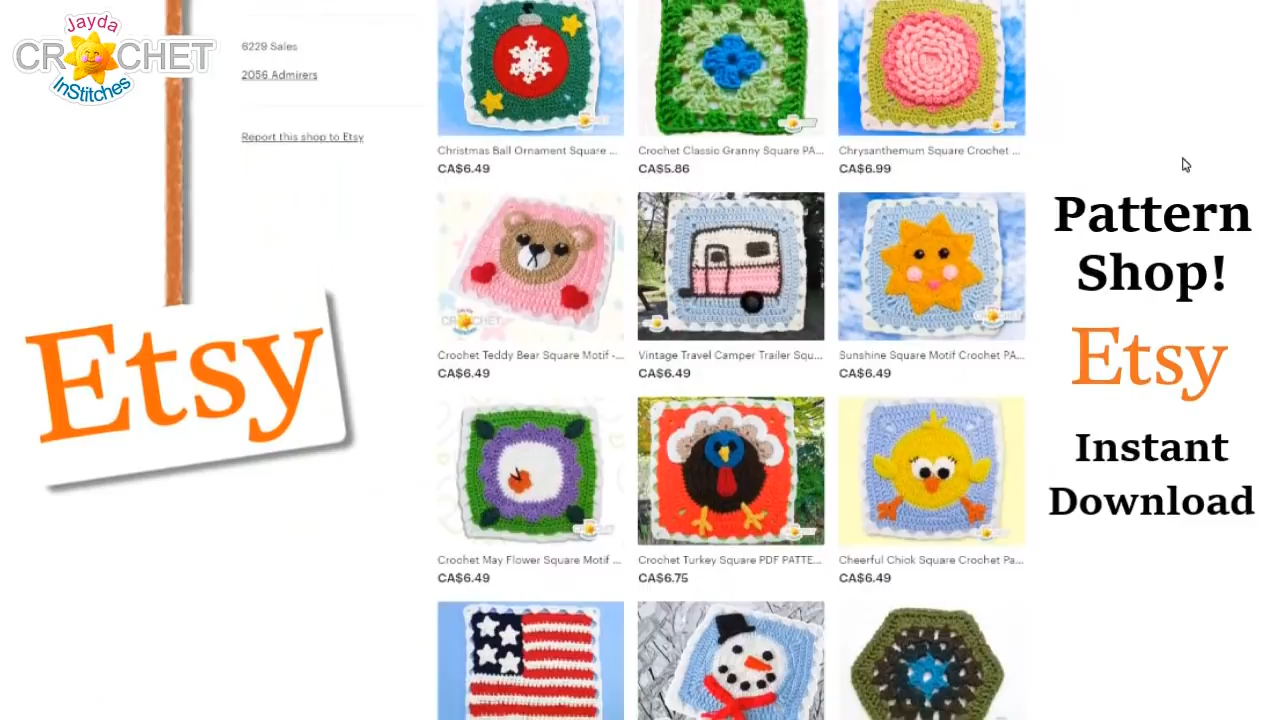 Jayda
CROCHET
InStitches
6229 Sales
2056 Admirers
Report this shop to Etsy
Etsy
Christmas Ball Ornament Square ...
CA$6.49
Crochet Classic Granny Square PA...
CA$5.86
Chrysanthemum Square Crochet ...
CA$6.99
Crochet Teddy Bear Square Motif -...
CA$6.49
Vintage Travel Camper Trailer Squ...
CA$6.49
Sunshine Square Motif Crochet PA...
CA$6.49
Crochet May Flower Square Motif ...
CA$6.49
Crochet Turkey Square PDF PATTE...
CA$6.75
Cheerful Chick Square Crochet Pa...
CA$6.49
CROCHET
Pattern
Shop!
Etsy
Instant
Download